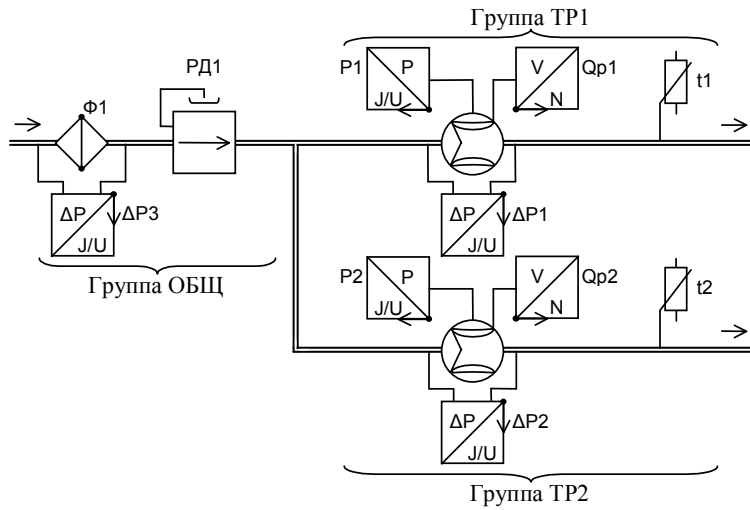 Группа ТР1
P1
P
J/U
V
N
Qp1
t1
РД1
Ф1
ΔP
J/U
ΔP3
ΔP
J/U
ΔP1
Группа ОБЩ
P2
P
J/U
V
N
Qp2
t2
ΔP
J/U
ΔP2
Группа ТР2